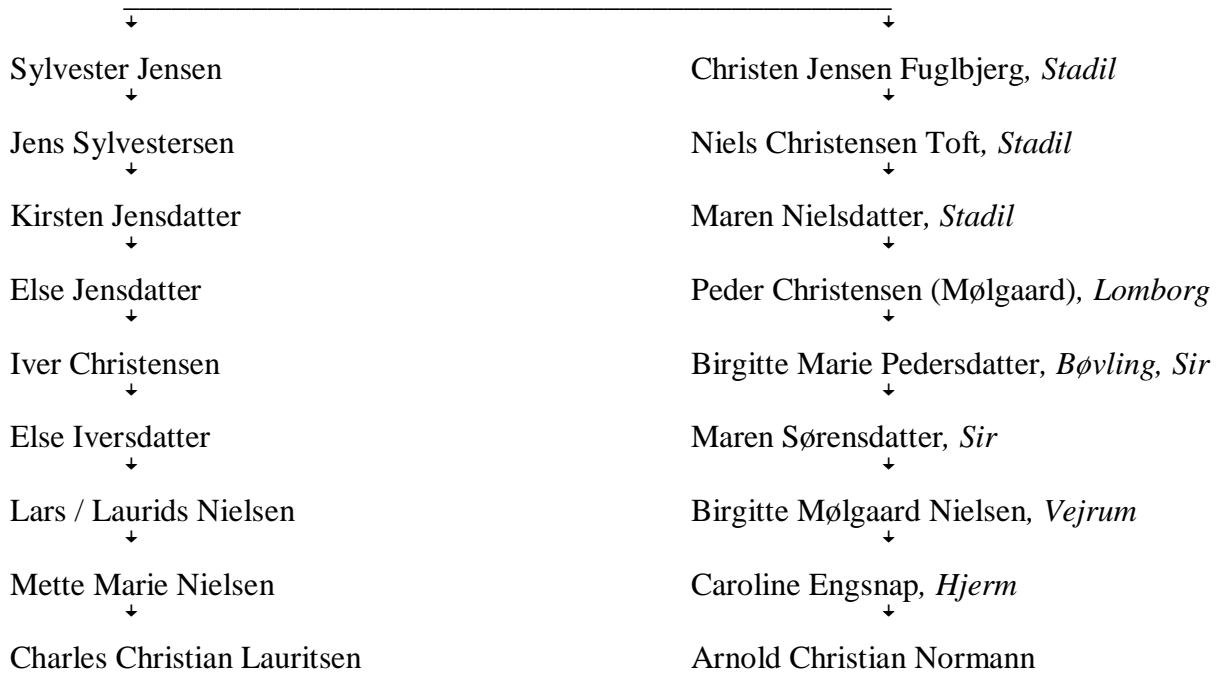 Sylvester Jensen Christen Jensen Fuglbjerg, Stadil
Jens Sylvestersen Niels Christensen Toft, Stadil
Kirsten Jensdatter Maren Nielsdatter, Stadil
Else Jensdatter Peder Christensen (Mølgaard), Lomborg
Iver Christensen Birgitte Marie Pedersdatter, Bøvling, Sir
Else Iversdatter Maren Sørensdatter, Sir
Lars / Laurids Nielsen Birgitte Mølgaard Nielsen, Vejrum
Mette Marie Nielsen Caroline Engsnap, Hjerm
Charles Christian Lauritsen Arnold Christian Normann